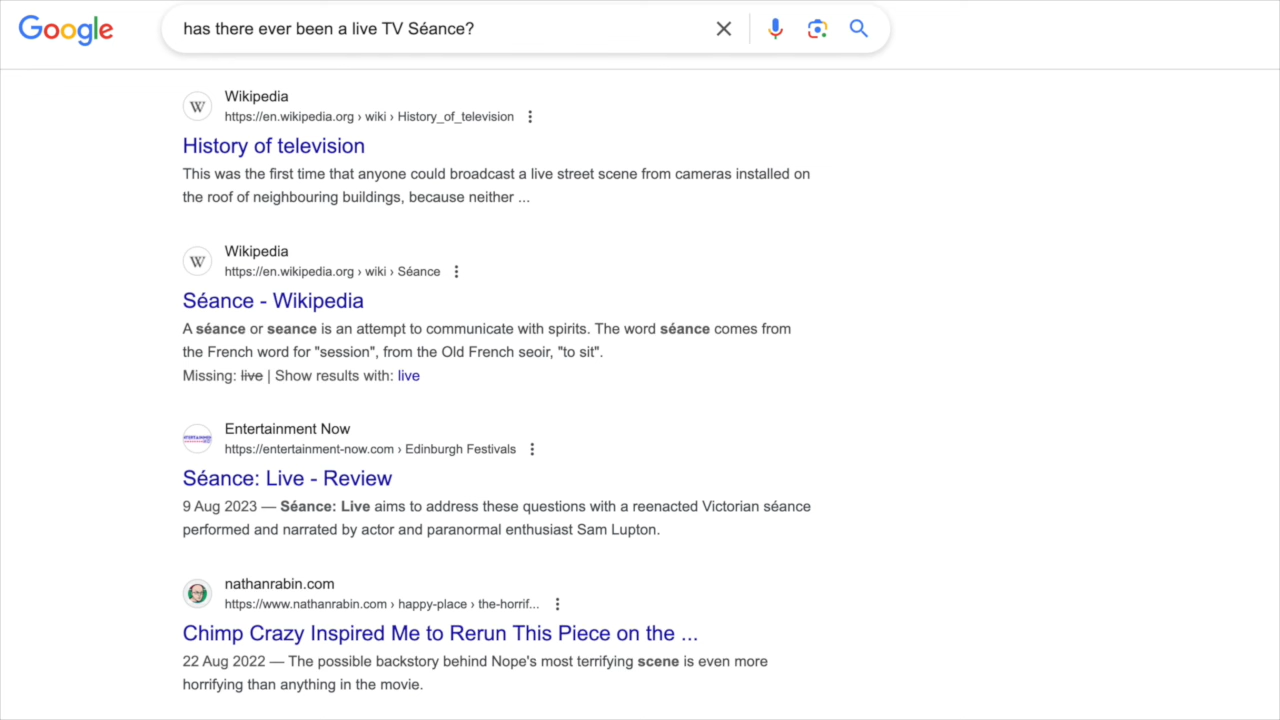 Google
has there ever been a live TV Séance?
Wikipedia
https://en.wikipedia.org › wiki › History_of_television
History of television
This was the first time that anyone could broadcast a live street scene from cameras installed on
the roof of neighbouring buildings, because neither ...
Wikipedia
https://en.wikipedia.org › wiki › Séance
Séance - Wikipedia
A séance or seance is an attempt to communicate with spirits. The word séance comes from
the French word for "session", from the Old French seoir, "to sit".
Missing: live | Show results with: live
Entertainment Now
https://entertainment-now.com › Edinburgh Festivals
Séance: Live - Review
9 Aug 2023 — Séance: Live aims to address these questions with a reenacted Victorian séance
performed and narrated by actor and paranormal enthusiast Sam Lupton.
nathanrabin.com
https://www.nathanrabin.com › happy-place › the-horrif...
Chimp Crazy Inspired Me to Rerun This Piece on the ...
22 Aug 2022 — The possible backstory behind Nope's most terrifying scene is even more
horrifying than anything in the movie.